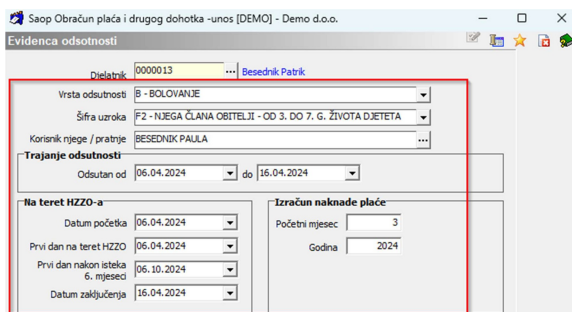 Saop Obračun plaća i drugog dohotka -unos [DEMO] - Demo d.o.o.
Evidenca odsotnosti
Djelatnik 0000013 ... Besednik Patrik
Vrsta odsutnosti B - BOLOVANJE
Šifra uzroka F2 - NJEGA ČLANA OBITELJI - OD 3. DO 7. G. ŽIVOTA DJETETA
Korisnik njege / pratnje BESEDNIK PAULA ...
Trajanje odsutnosti
Odsutan od 06.04.2024 do 16.04.2024
Na teret HZZO-a
Datum početka 06.04.2024
Prvi dan na teret HZZO 06.04.2024
Prvi dan nakon isteka
6. mjeseci 06.10.2024
Datum zaključenja 16.04.2024
Izračun naknade plaće
Početni mjesec 3
Godina 2024